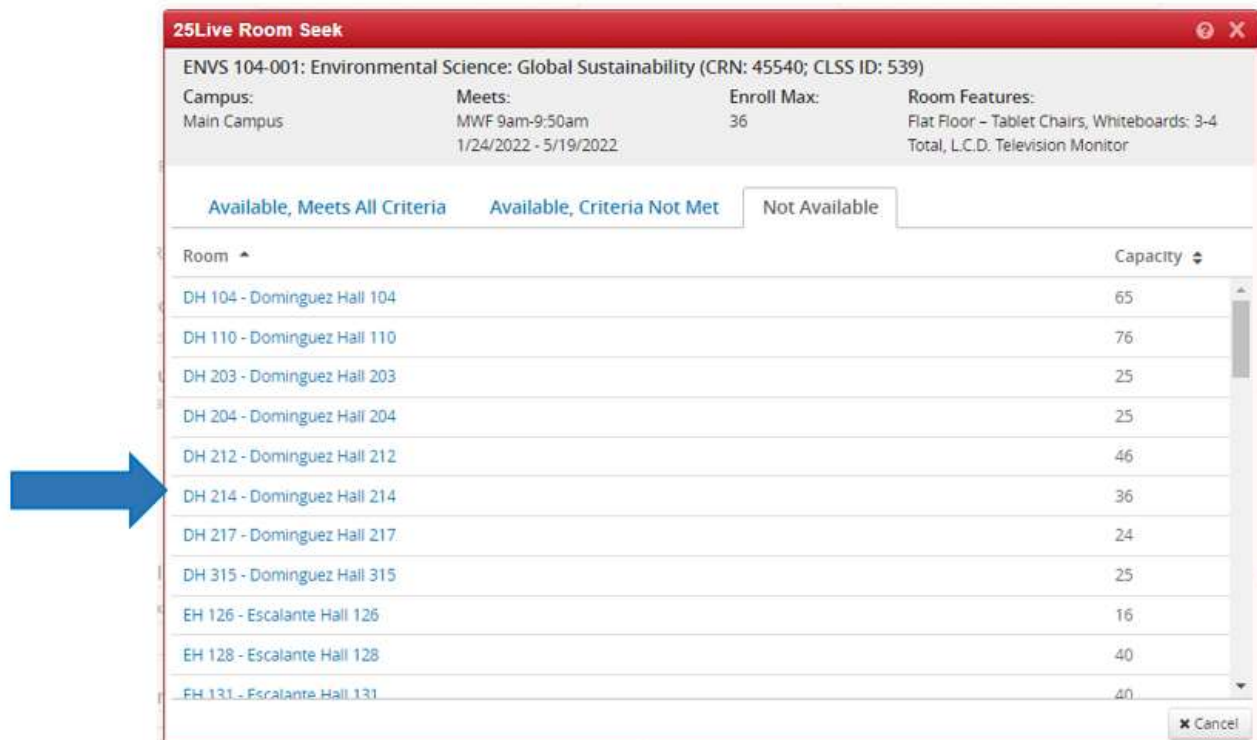 25Live Room Seek
ENVS 104-001: Environmental Science: Global Sustainability (CRN: 45540; CLSS ID: 539)
Campus: Meets: Enroll Max: Room Features:
Main Campus MWF 9am-9:50am 36 Flat Floor – Tablet Chairs, Whiteboards: 3-4
1/24/2022 - 5/19/2022 Total, L.C.D. Television Monitor
Available, Meets All Criteria Available, Criteria Not Met Not Available
Room Capacity
DH 104 - Dominguez Hall 104 65
DH 110 - Dominguez Hall 110 76
DH 203 - Dominguez Hall 203 25
DH 204 - Dominguez Hall 204 25
DH 212 - Dominguez Hall 212 46
DH 214 - Dominguez Hall 214 36
DH 217 - Dominguez Hall 217 24
DH 315 - Dominguez Hall 315 25
EH 126 - Escalante Hall 126 16
EH 128 - Escalante Hall 128 40
EH 131 - Escalante Hall 131 40
Cancel